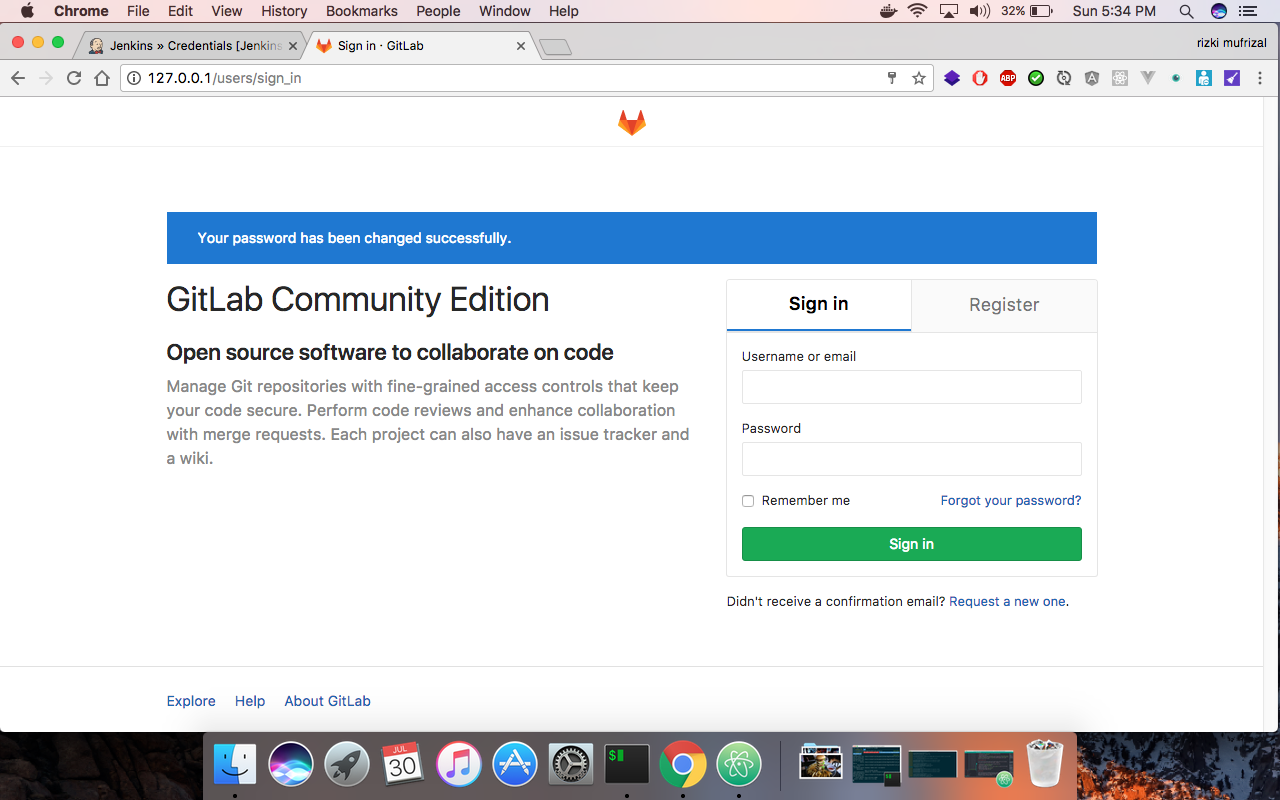 Chrome File Edit View History Bookmarks People Window Help 32% Sun 5:34 PM
Jenkins » Credentials [Jenkins
Sign in · GitLab
rizki mufrizal
127.0.0.1/users/sign_in
ABP
Your password has been changed successfully.
GitLab Community Edition
Open source software to collaborate on code
Manage Git repositories with fine-grained access controls that keep
your code secure. Perform code reviews and enhance collaboration
with merge requests. Each project can also have an issue tracker and
a wiki.
Sign in
Register
Username or email
Password
Remember me
Forgot your password?
Sign in
Didn't receive a confirmation email? Request a new one.
Explore Help About GitLab
JUL
30
$